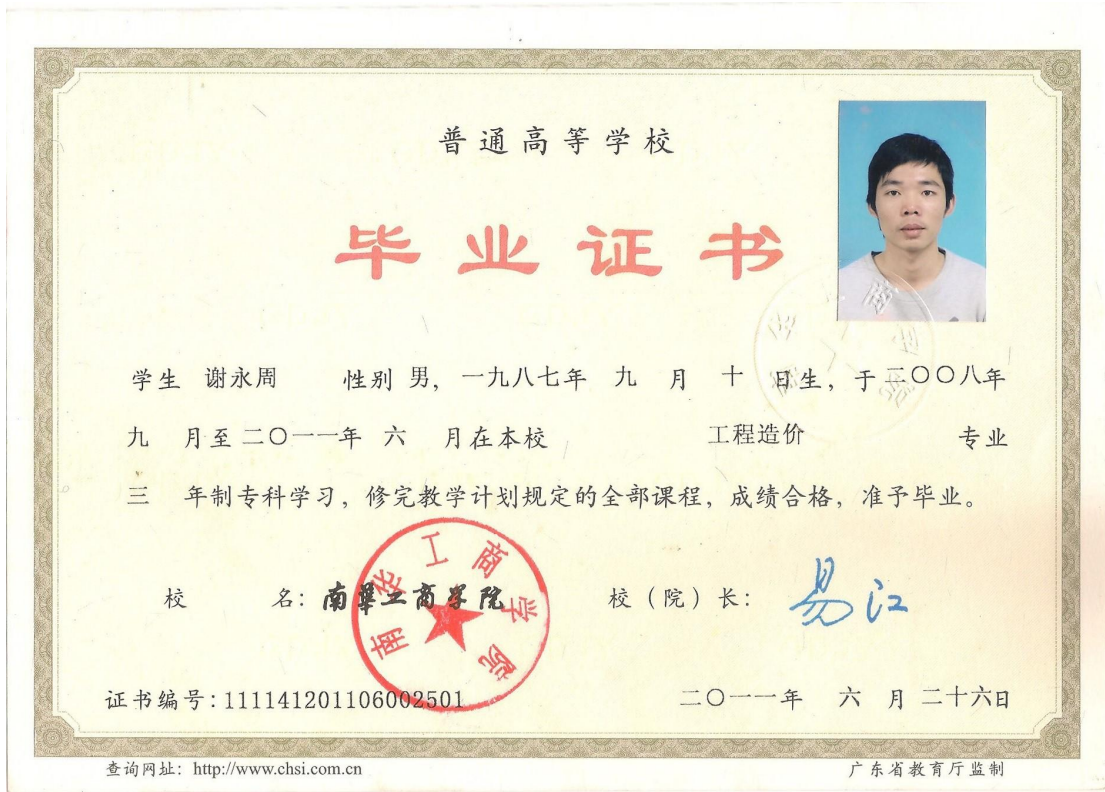 普通高等学校
毕业证书
学生 谢永周 性别 男，一九八七年 九 月 十 日生，于 二〇〇八年
九 月至 二〇一一年 六 月在本校 工程造价 专业
三 年制专科学习，修完教学计划规定的全部课程，成绩合格，准予毕业。
校 名：南华工商学院 校（院）长：易江
南华工商学院
证书编号：111141201106002501 二〇一一年 六 月 二十六日
查询网址：http://www.chsi.com.cn 广东省教育厅监制